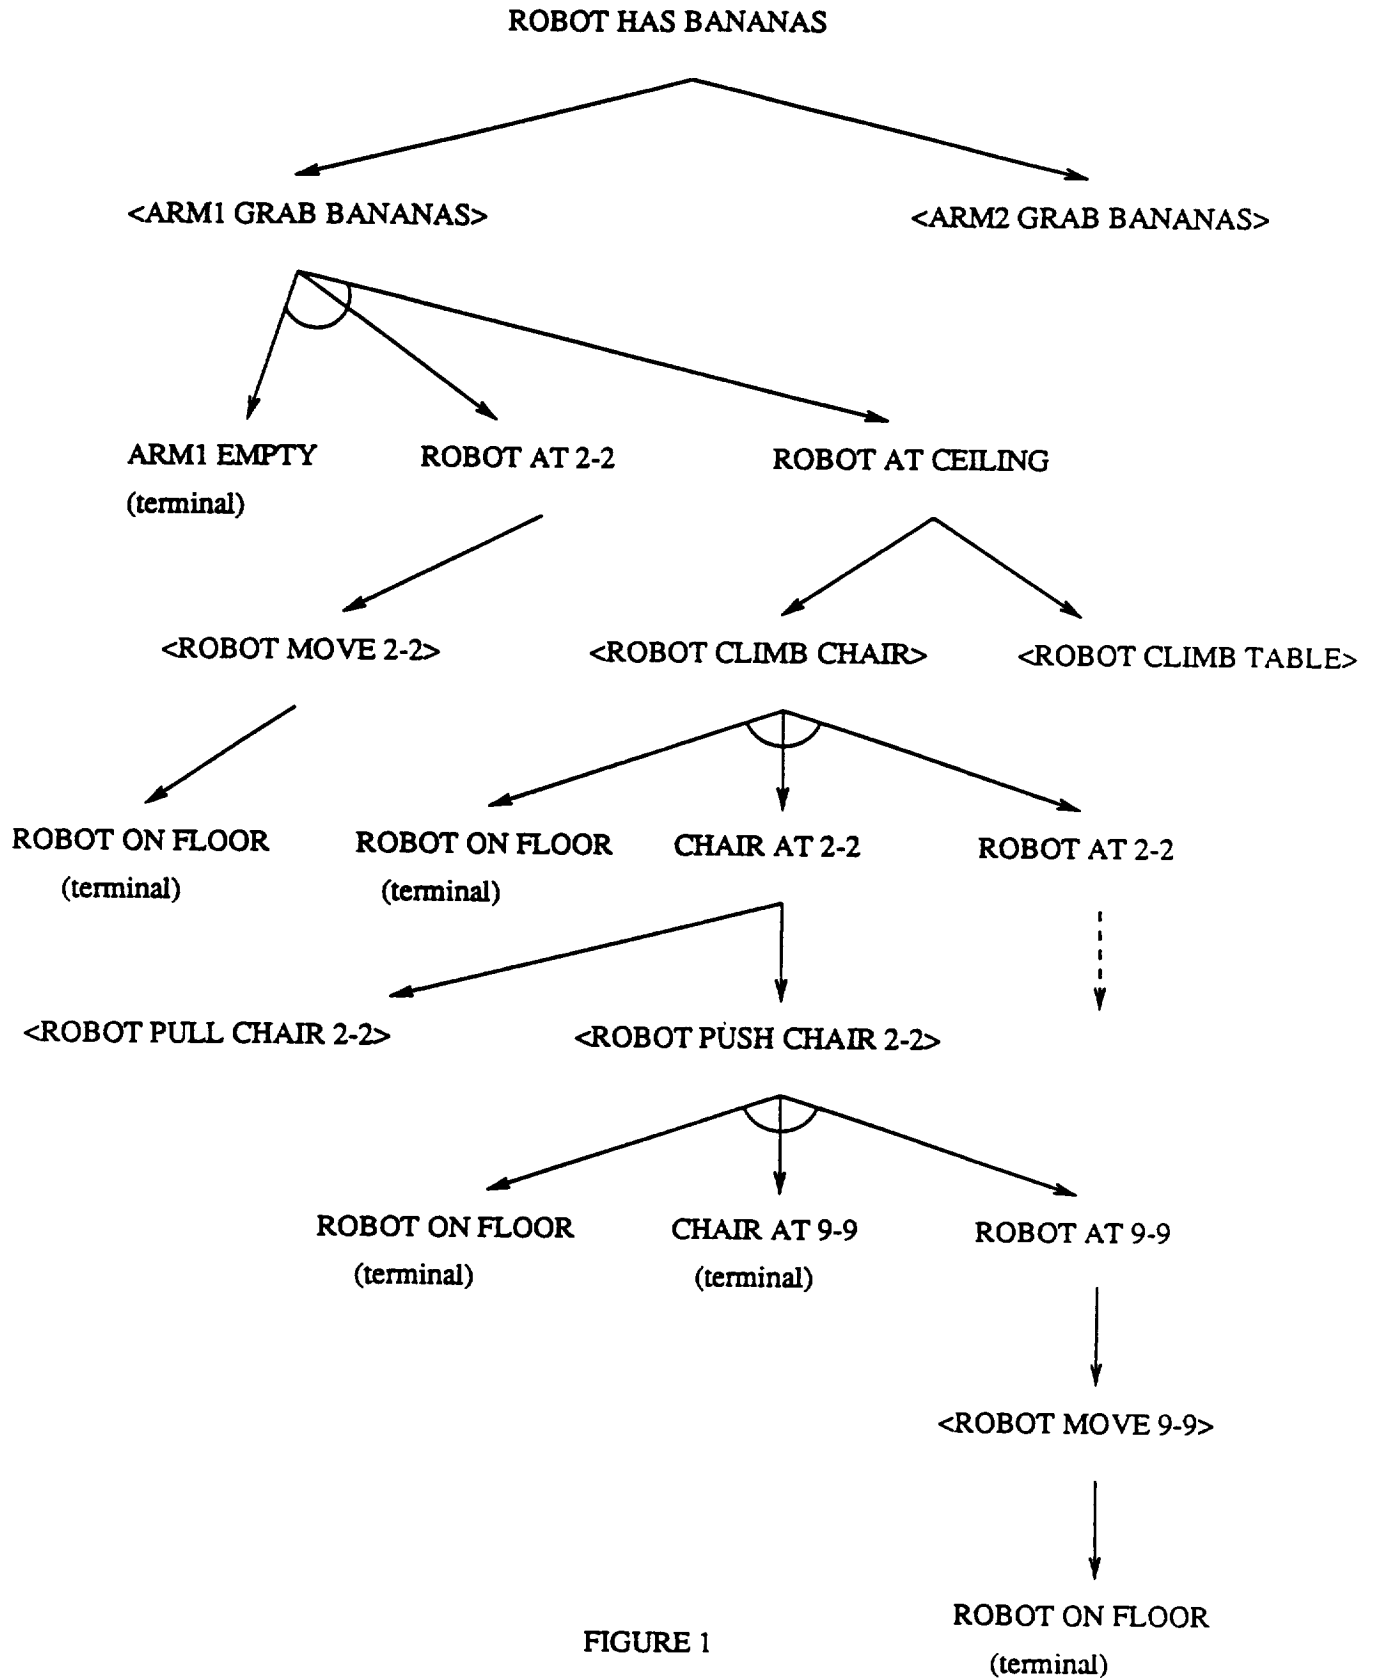 ROBOT HAS BANANAS
<ARM1 GRAB BANANAS>
<ARM2 GRAB BANANAS>
ARM1 EMPTY
(terminal)
ROBOT AT 2-2
ROBOT AT CEILING
<ROBOT MOVE 2-2>
<ROBOT CLIMB CHAIR>
<ROBOT CLIMB TABLE>
ROBOT ON FLOOR
(terminal)
ROBOT ON FLOOR
(terminal)
CHAIR AT 2-2
ROBOT AT 2-2
<ROBOT PULL CHAIR 2-2>
<ROBOT PUSH CHAIR 2-2>
ROBOT ON FLOOR
(terminal)
CHAIR AT 9-9
(terminal)
ROBOT AT 9-9
<ROBOT MOVE 9-9>
ROBOT ON FLOOR
(terminal)
FIGURE 1